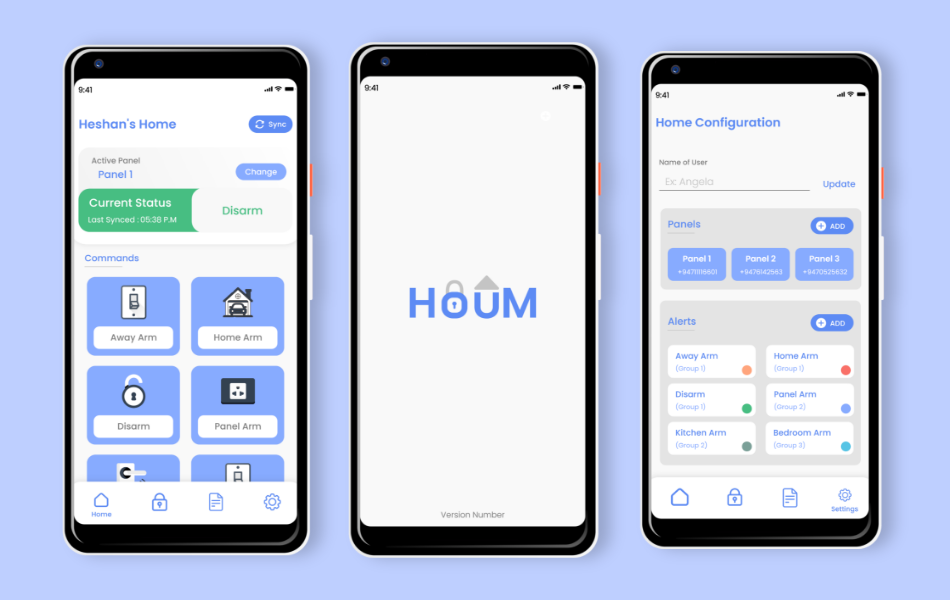 9:41
Heshan's Home
Sync
Active Panel
Panel 1
Change
Current Status
Last Synced : 05:38 P.M
Disarm
Commands
Away Arm
Home Arm
Disarm
Panel Arm
Home
9:41
HOUM
Version Number
9:41
Home Configuration
Name of User
Ex: Angela
Update
Panels
ADD
Panel 1
+9471116601
Panel 2
+9476142563
Panel 3
+9470525632
Alerts
ADD
Away Arm
(Group 1)
Home Arm
(Group 1)
Disarm
(Group 1)
Panel Arm
(Group 2)
Kitchen Arm
(Group 2)
Bedroom Arm
(Group 3)
Settings